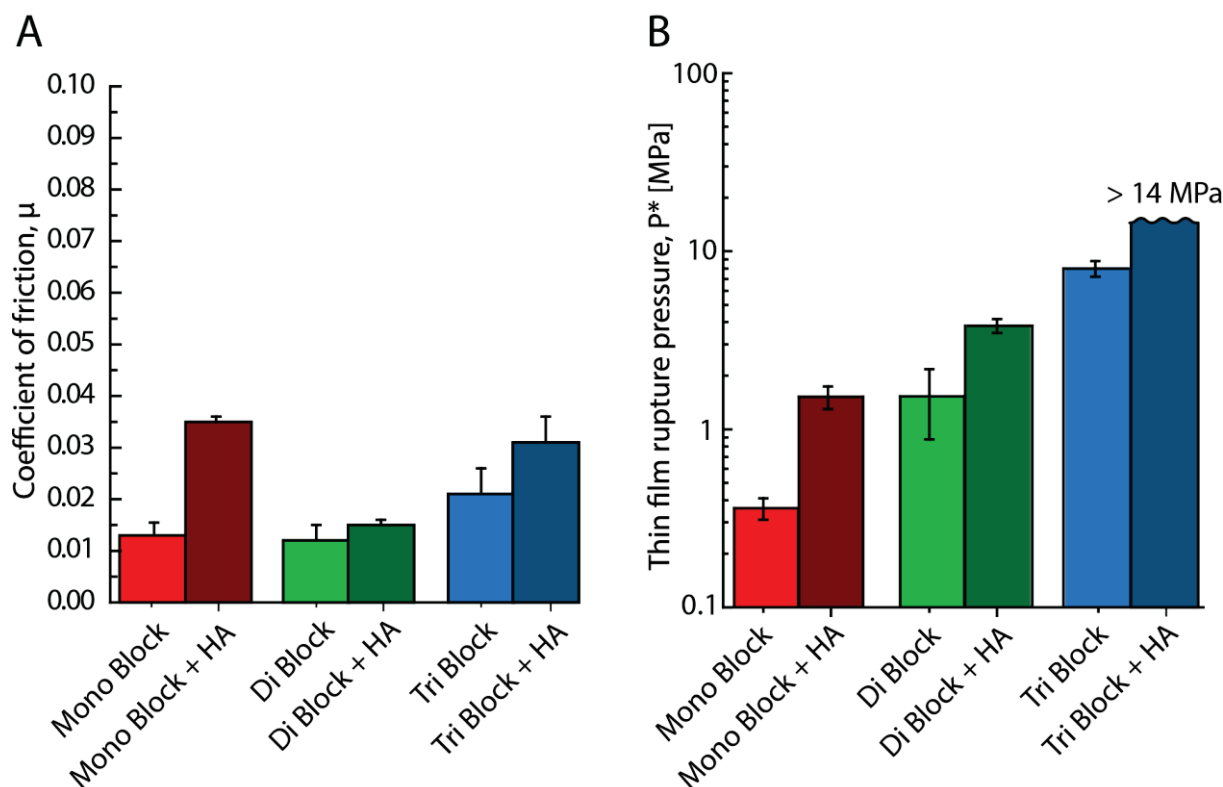 A
Coefficient of friction, μ
0.10
0.09
0.08
0.07
0.06
0.05
0.04
0.03
0.02
0.01
0.00
Mono Block
Mono Block + HA
Di Block
Di Block + HA
Tri Block
Tri Block + HA
B
Thin film rupture pressure, P* [MPa]
100
10
1
0.1
> 14 MPa
Mono Block
Mono Block + HA
Di Block
Di Block + HA
Tri Block
Tri Block + HA